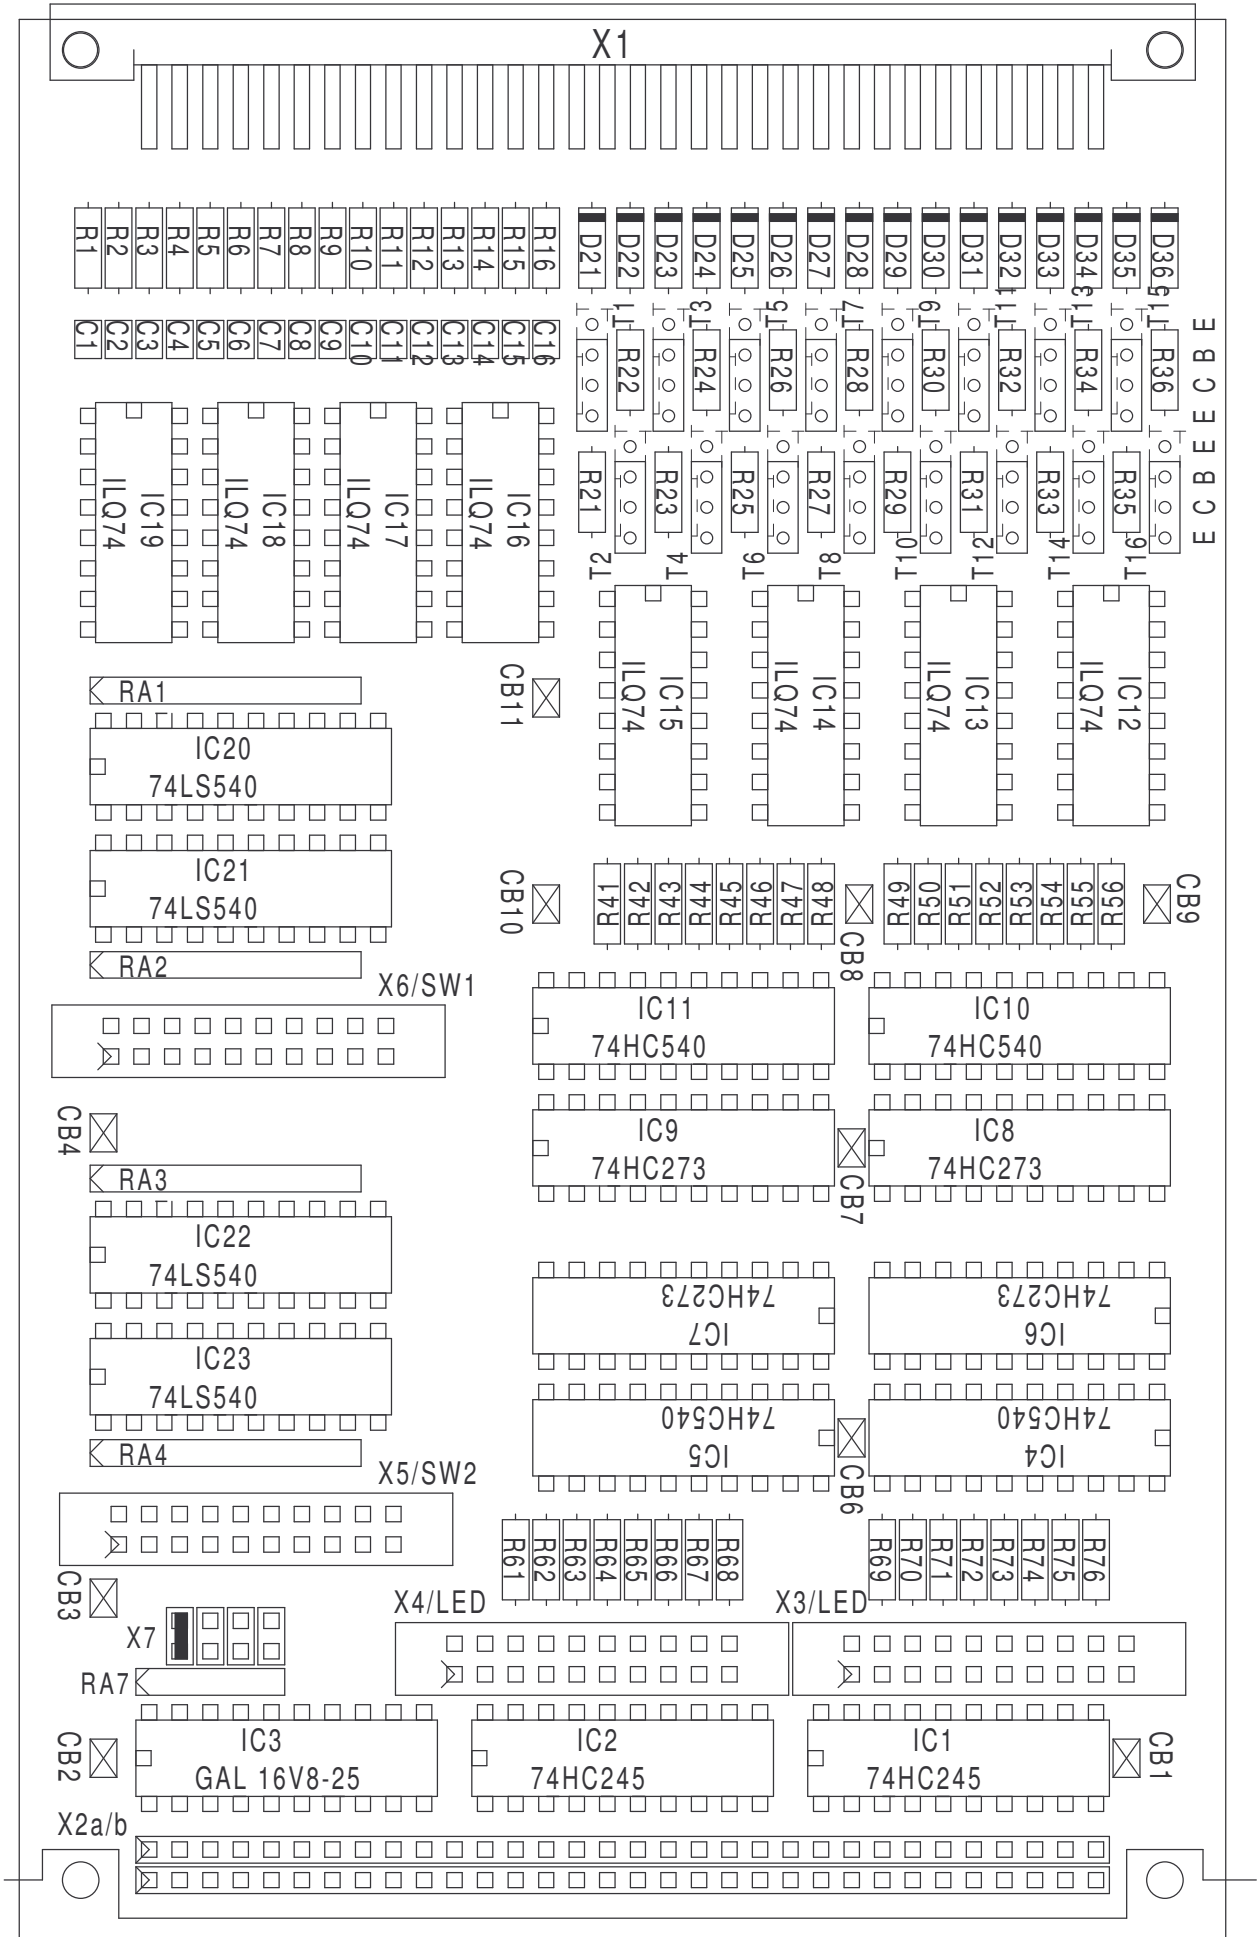 X1
R1 R2 R3 R4 R5 R6 R7 R8 R9 R10 R11 R12 R13 R14 R15 R16 D21 D22 D23 D24 D25 D26 D27 D28 D29 D30 D31 D32 D33 D34 D35 D36
T1 T3 T5 T7 T9 T11 T13 T15
C1 C2 C3 C4 C5 C6 C7 C8 C9 C10 C11 C12 C13 C14 C15 C16 R22 R24 R26 R28 R30 R32 R34 R36
E B C E
R21 R23 R25 R27 R29 R31 R33 R35
E B C E
IC19 IC18 IC17 IC16
ILQ74 ILQ74 ILQ74 ILQ74
T2 T4 T6 T8 T10 T12 T14 T16
IC15 IC14 IC13 IC12
ILQ74 ILQ74 ILQ74 ILQ74
CB11
RA1
IC20
74LS540
IC21
74LS540
RA2
CB10 R41 R42 R43 R44 R45 R46 R47 R48 CB8 R49 R50 R51 R52 R53 R54 R55 R56 CB9
X6/SW1
IC11 IC10
74HC540 74HC540
CB4
IC9 IC8
74HC273 74HC273
CB7
RA3
IC22
74LS540
74HC273 74HC273
IC7 IC6
IC23
74LS540
74HC540 74HC540
IC5 IC4
CB6
RA4
X5/SW2
R61 R62 R63 R64 R65 R66 R67 R68 R69 R70 R71 R72 R73 R74 R75 R76
CB3
X4/LED X3/LED
X7
RA7
CB2
IC3 IC2 IC1
GAL 16V8-25 74HC245 74HC245
CB1
X2a/b